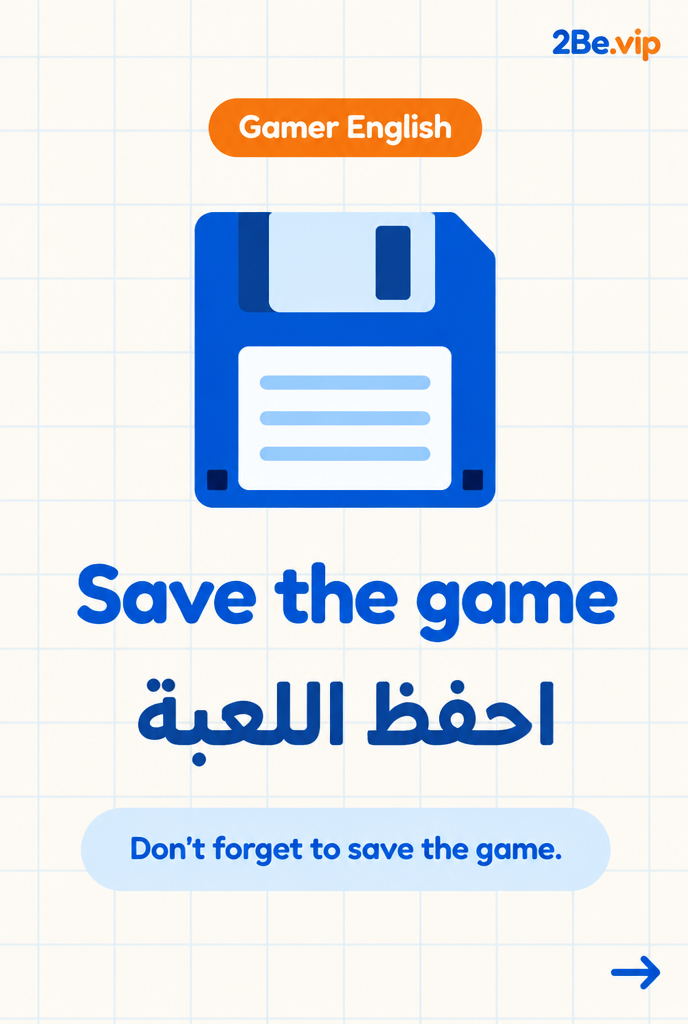 2Be.vip
Gamer English
Save the game
احفظ اللعبة
Don't forget to save the game.